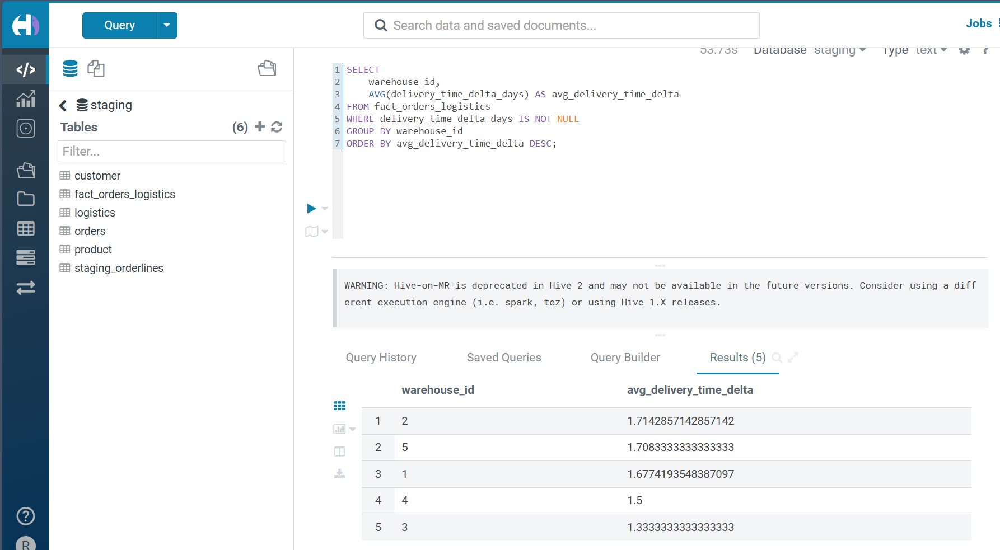 Query
Search data and saved documents...
Jobs
53.73s Database staging Type text ?
staging
Tables (6)
Filter...
customer
fact_orders_logistics
logistics
orders
product
staging_orderlines
1 SELECT
2 warehouse_id,
3 AVG(delivery_time_delta_days) AS avg_delivery_time_delta
4 FROM fact_orders_logistics
5 WHERE delivery_time_delta_days IS NOT NULL
6 GROUP BY warehouse_id
7 ORDER BY avg_delivery_time_delta DESC;
WARNING: Hive-on-MR is deprecated in Hive 2 and may not be available in the future versions. Consider using a diff
erent execution engine (i.e. spark, tez) or using Hive 1.X releases.
Query History Saved Queries Query Builder Results (5)
warehouse_id avg_delivery_time_delta
1 2 1.7142857142857142
2 5 1.7083333333333333
3 1 1.6774193548387097
4 4 1.5
5 3 1.3333333333333333
?
R